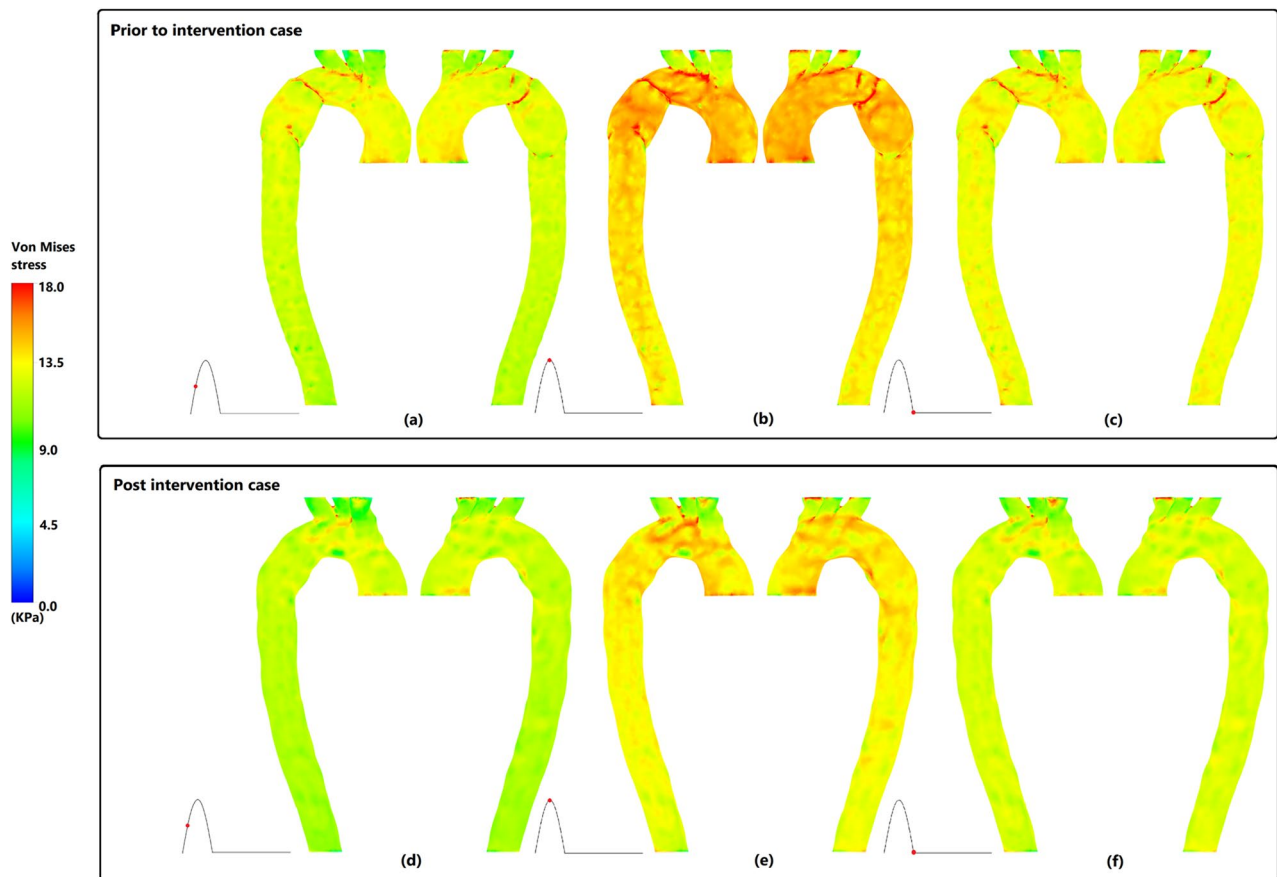 Prior to intervention case
Von Mises
stress
18.0
13.5
9.0
4.5
0.0
(KPa)
(a)
(b)
(c)
Post intervention case
(d)
(e)
(f)